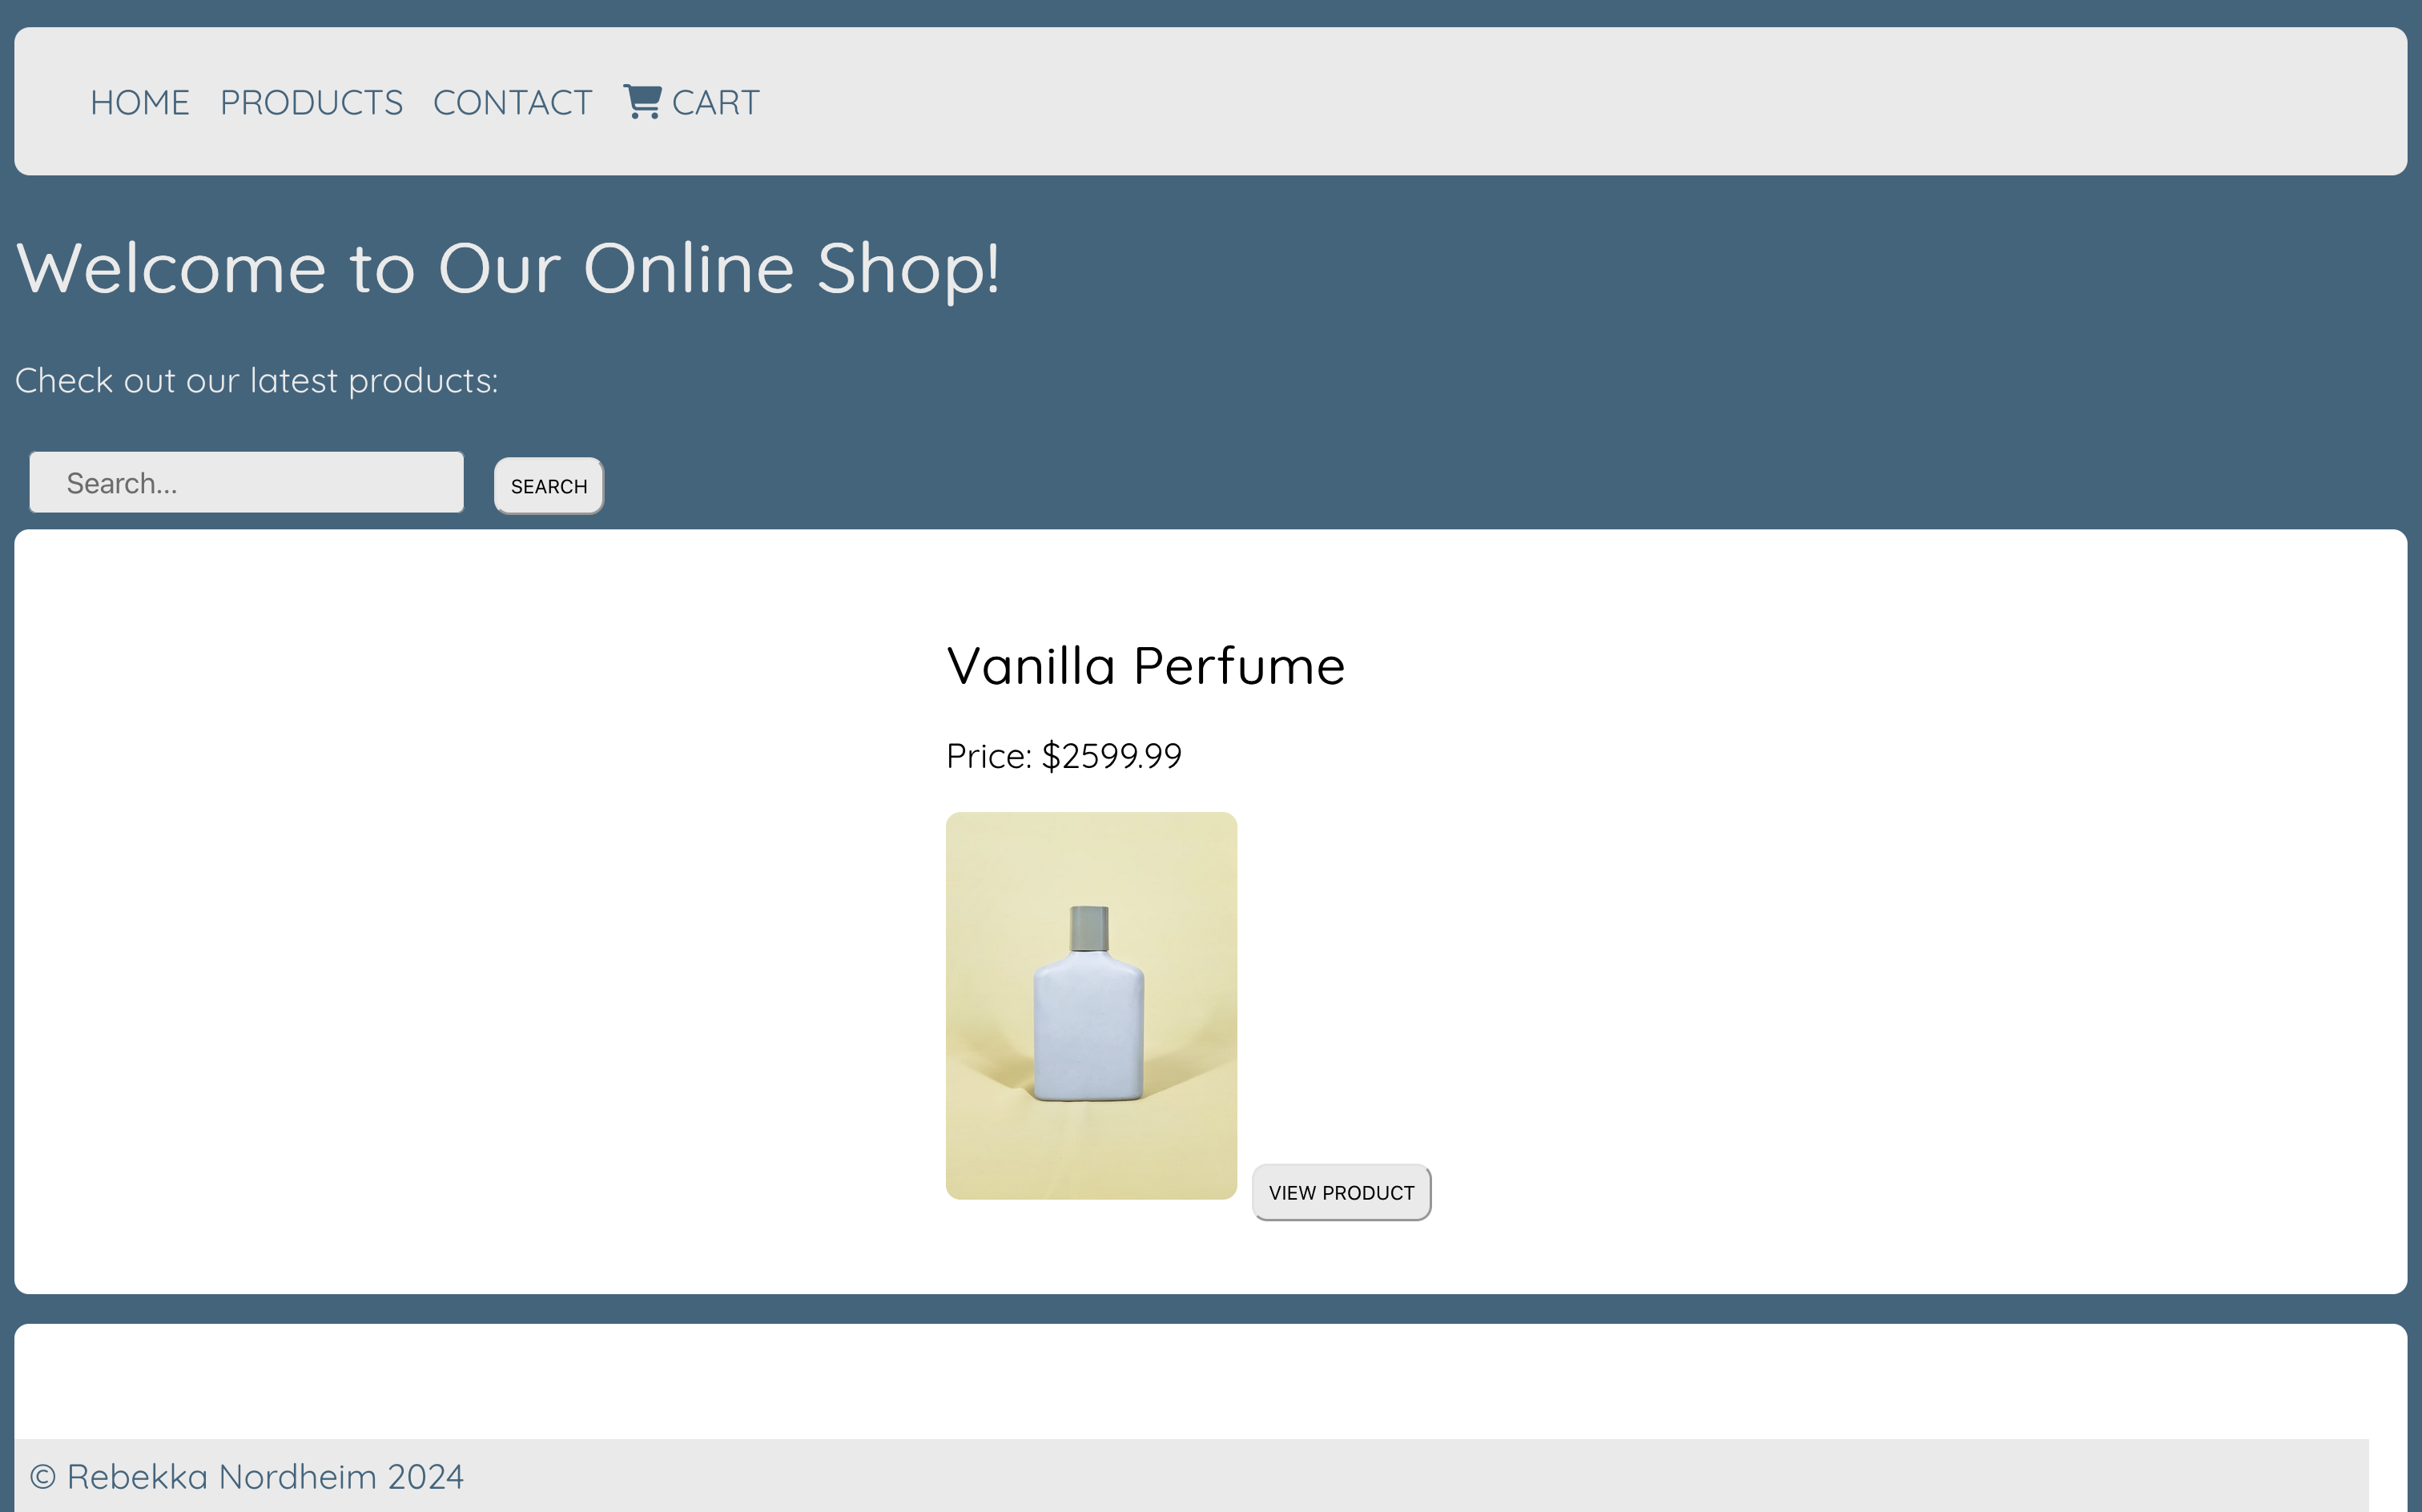 HOME PRODUCTS CONTACT CART
Welcome to Our Online Shop!
Check out our latest products:
Search...
SEARCH
Vanilla Perfume
Price: $2599.99
VIEW PRODUCT
© Rebekka Nordheim 2024